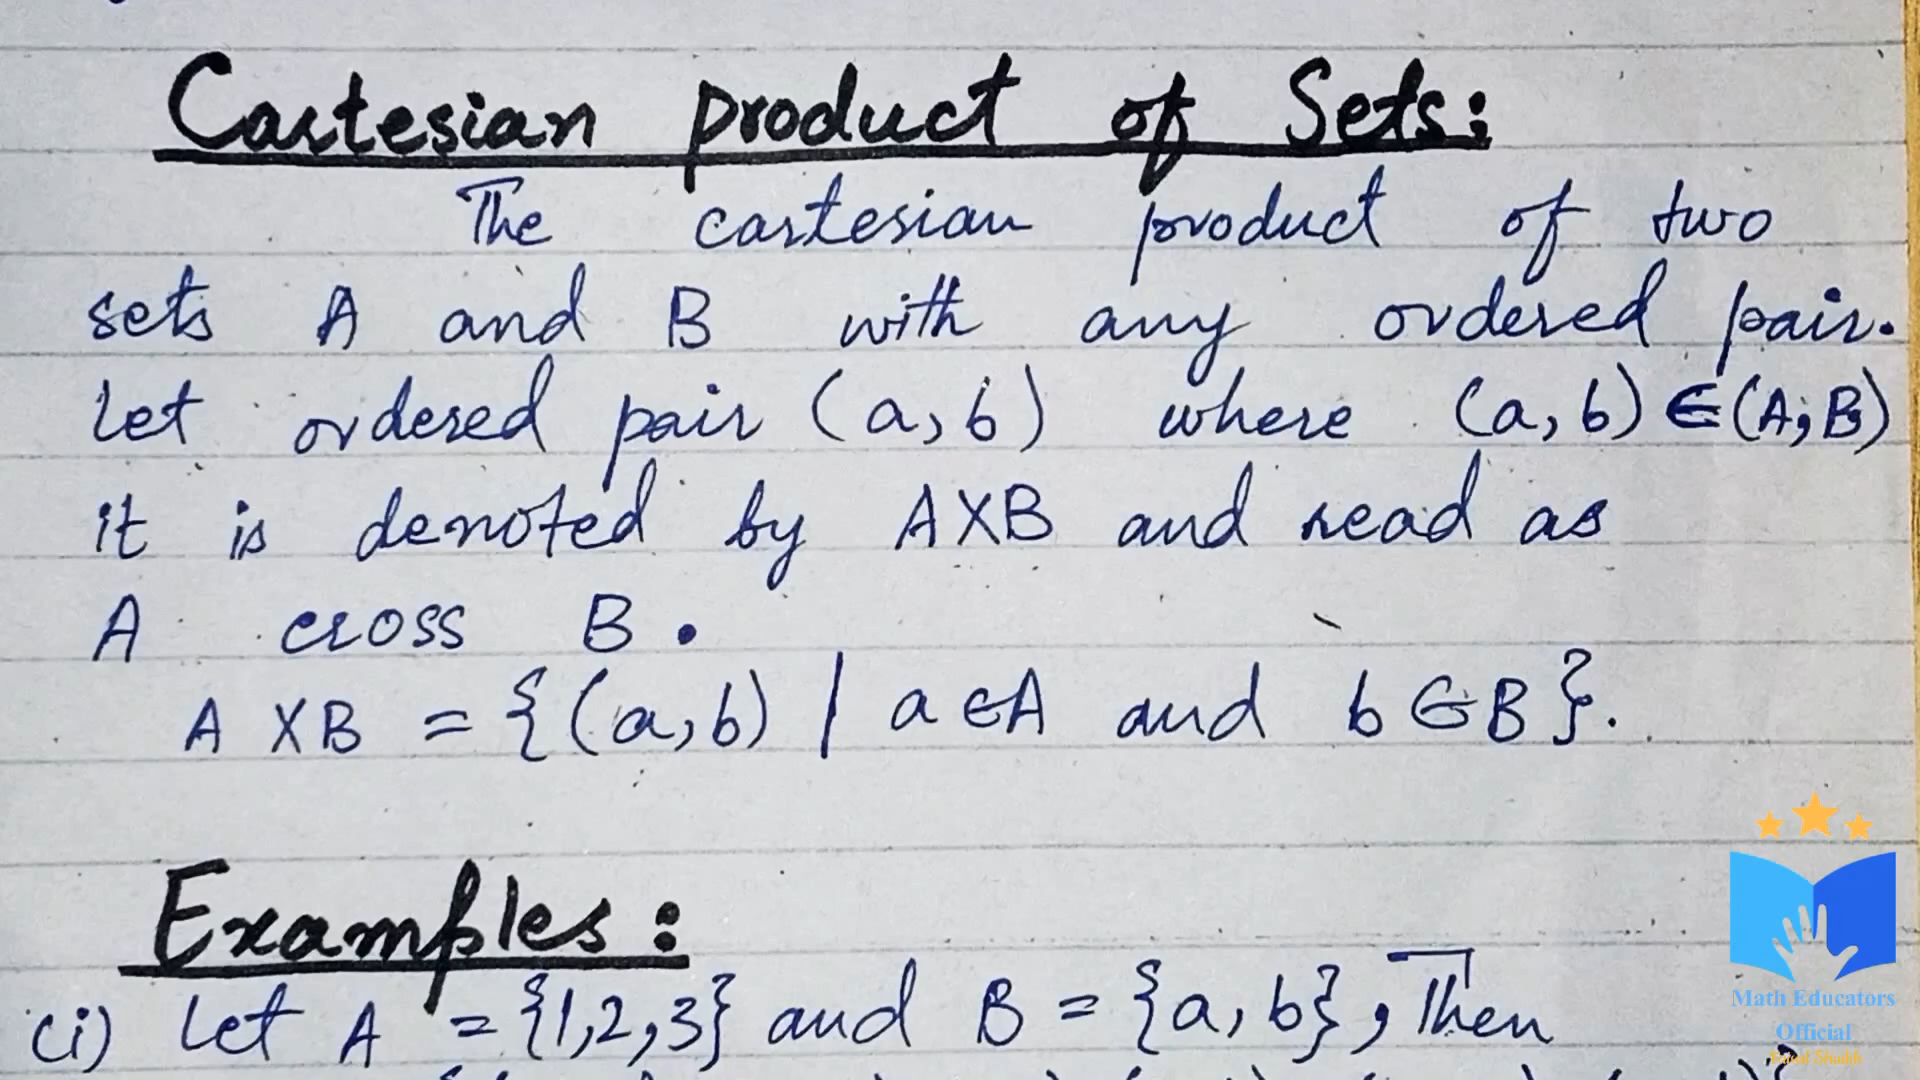 Cartesian product of Sets:
The cartesian product of two
sets A and B with any ordered pair.
Let ordered pair (a,b) where (a,b)∈(A,B)
it is denoted by AXB and read as
A cross B.
A XB = {(a,b) / a∈A and b∈B}.
Examples:
(i) Let A = {1,2,3} and B = {a,b}, Then
Math Educators
Official